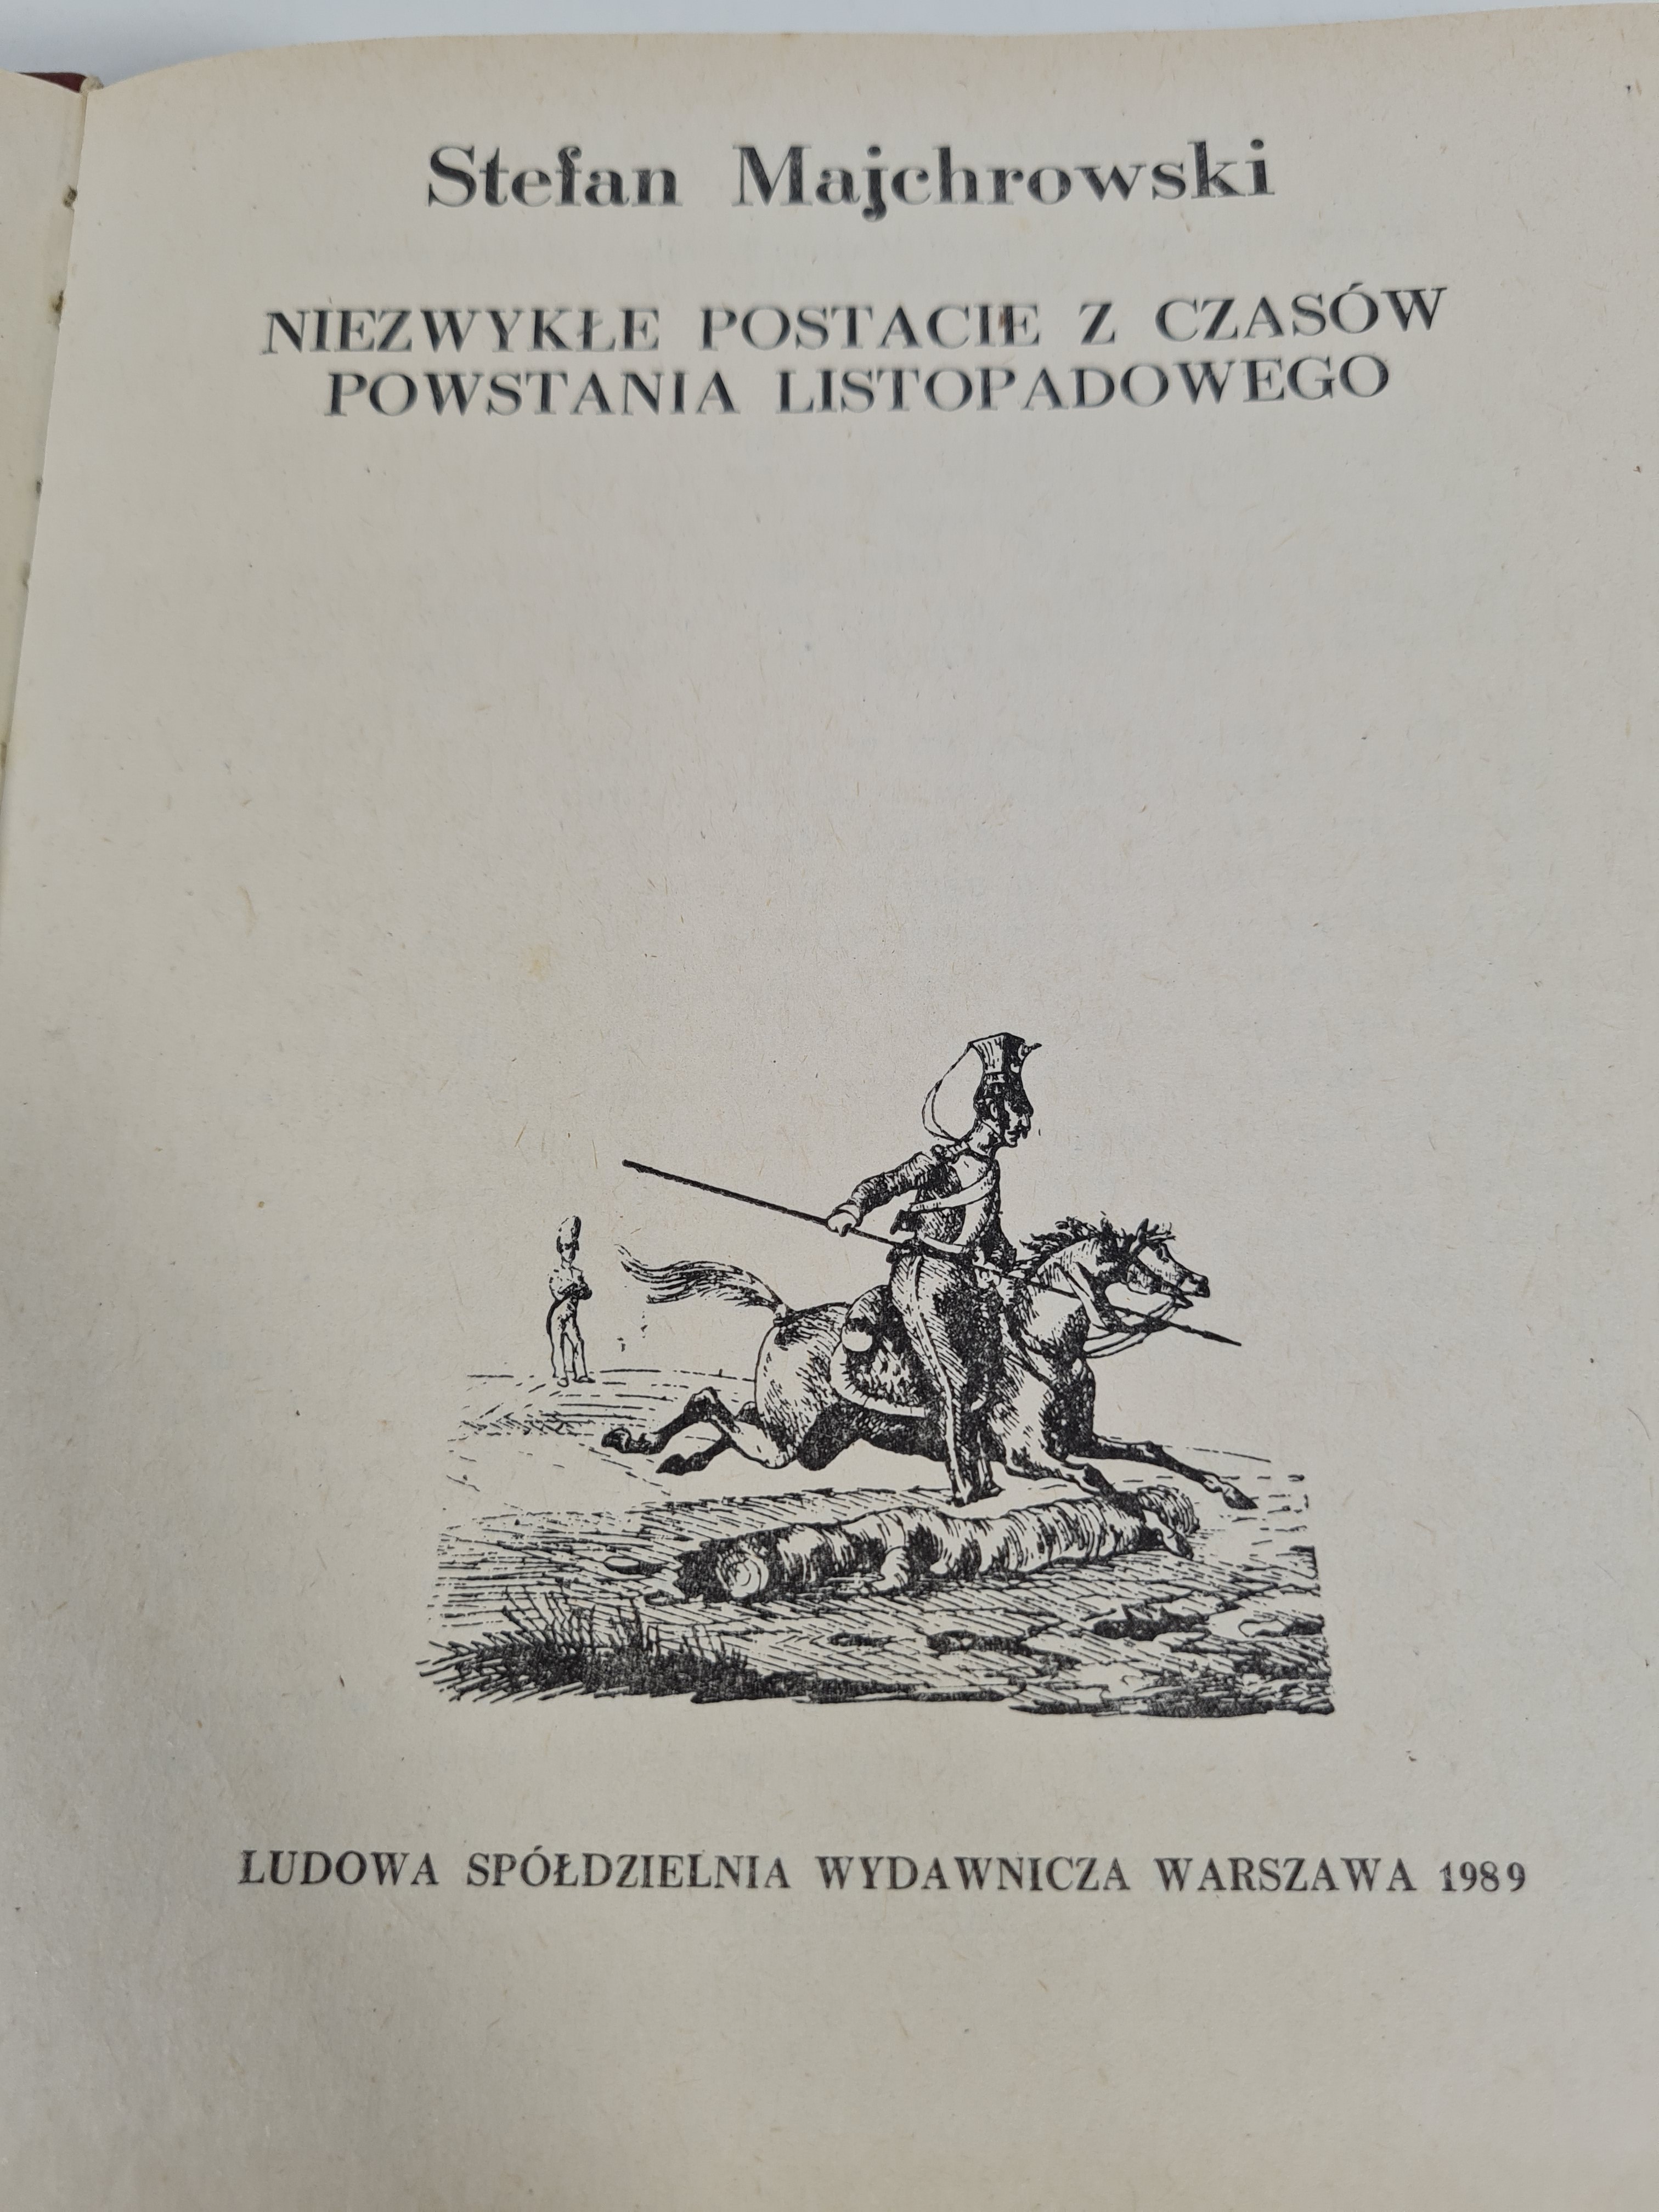 Stefan Majchrowski
NIEZWYKŁE POSTACIE Z CZASÓW
POWSTANIA LISTOPADOWEGO
LUDOWA SPÓŁDZIELNIA WYDAWNICZA WARSZAWA 1989